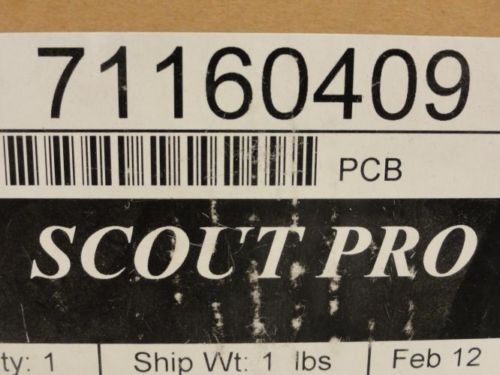 71160409
PCB
SCOUT PRO
ty: 1 Ship Wt: 1 lbs Feb 12